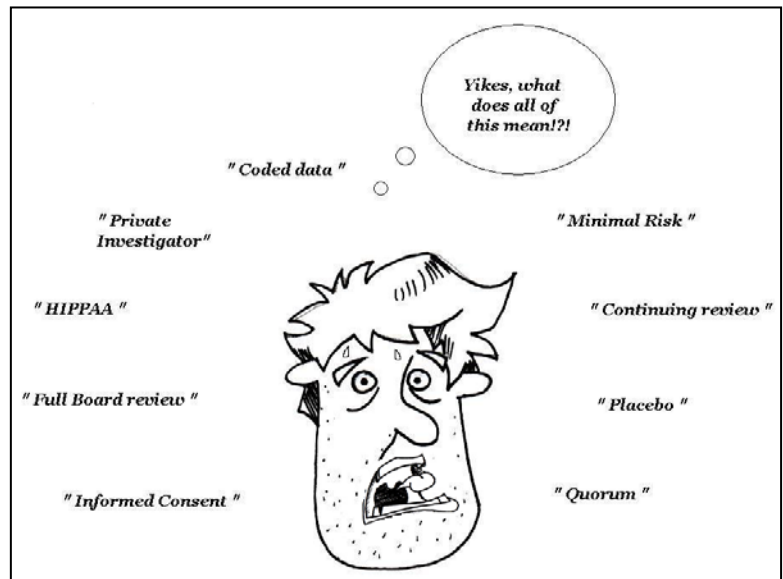 Yikes, what
does all of
this mean!?!
" Coded data "
" Private
Investigator"
" Minimal Risk "
" HIPPAA "
" Continuing review "
" Full Board review "
" Placebo "
" Informed Consent "
" Quorum "